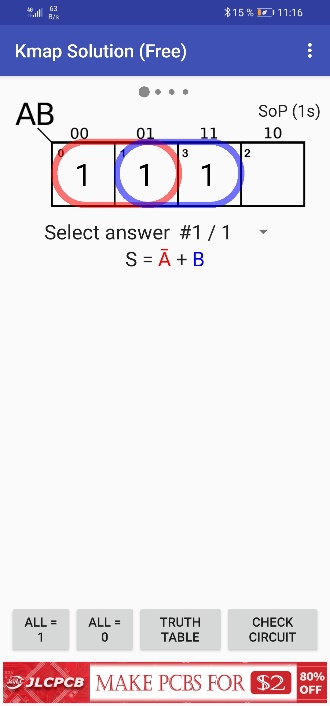 4G 63 B/s 15 % 11:16
Kmap Solution (Free)
AB
SoP (1s)
00 01 11 10
0 1 1 1 3 1 2
Select answer #1 / 1
S = Ā + B
ALL = 1
ALL = 0
TRUTH TABLE
CHECK CIRCUIT
JLCPCB MAKE PCBS FOR $2 80% OFF